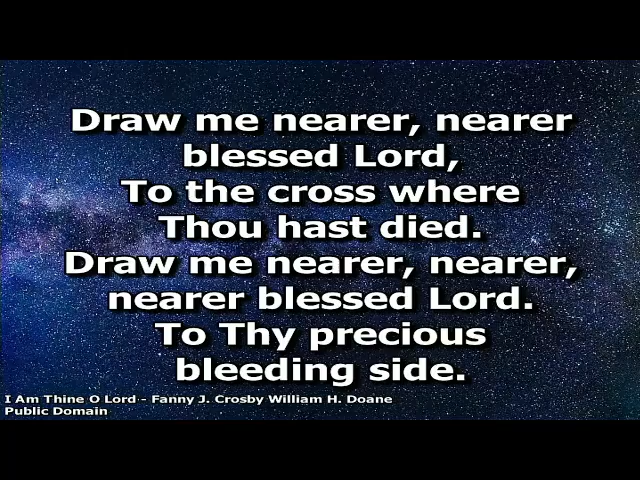 Draw me nearer, nearer
blessed Lord,
To the cross where
Thou hast died.
Draw me nearer, nearer,
nearer blessed Lord.
To Thy precious
bleeding side.
I Am Thine O Lord - Fanny J. Crosby William H. Doane
Public Domain